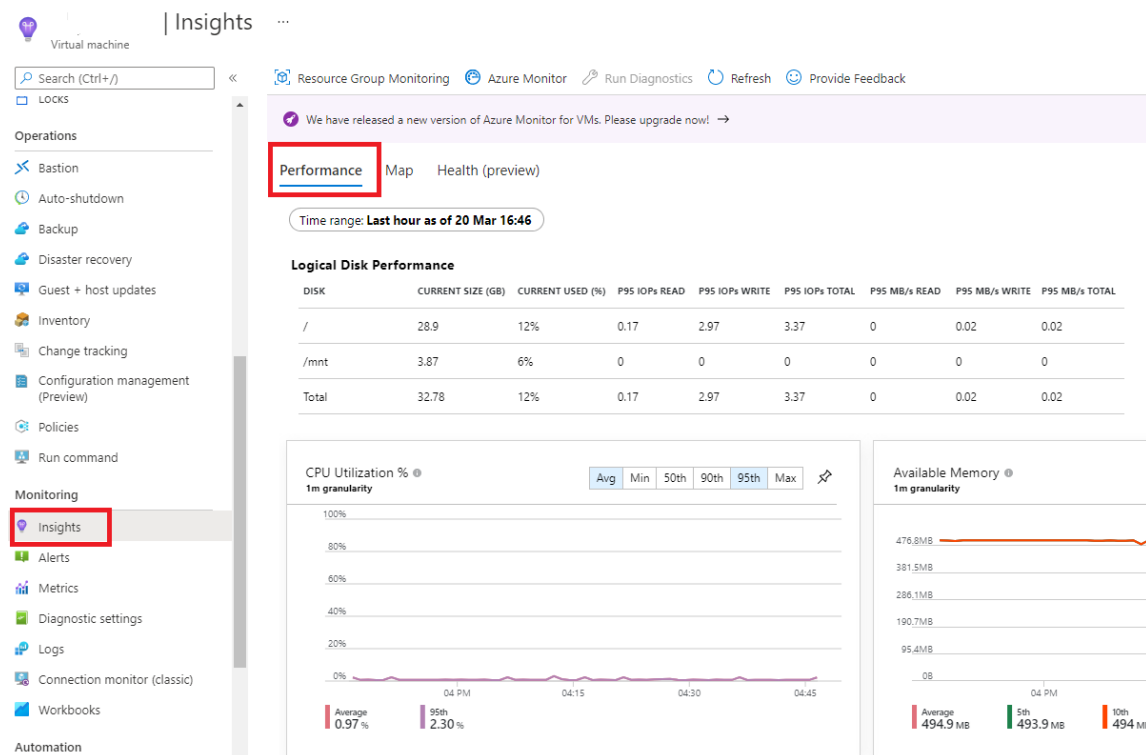 | Insights ...
Virtual machine
Search (Ctrl+/) «
Locks
Operations
Bastion
Auto-shutdown
Backup
Disaster recovery
Guest + host updates
Inventory
Change tracking
Configuration management
(Preview)
Policies
Run command
Monitoring
Insights
Alerts
Metrics
Diagnostic settings
Logs
Connection monitor (classic)
Workbooks
Automation
Resource Group Monitoring Azure Monitor Run Diagnostics Refresh Provide Feedback
We have released a new version of Azure Monitor for VMs. Please upgrade now! →
Performance Map Health (preview)
Time range: Last hour as of 20 Mar 16:46
Logical Disk Performance
DISK CURRENT SIZE (GB) CURRENT USED (%) P95 IOPs READ P95 IOPs WRITE P95 IOPs TOTAL P95 MB/s READ P95 MB/s WRITE P95 MB/s TOTAL
/ 28.9 12% 0.17 2.97 3.37 0 0.02 0.02
/mnt 3.87 6% 0 0 0 0 0 0
Total 32.78 12% 0.17 2.97 3.37 0 0.02 0.02
CPU Utilization %
1m granularity
Avg Min 50th 90th 95th Max
100%
80%
60%
40%
20%
0%
04 PM 04:15 04:30 04:45
Average 95th
0.97 % 2.30 %
Available Memory
1m granularity
476.8MB
381.5MB
286.1MB
190.7MB
95.4MB
0B
04 PM
Average 5th 10th
494.9 MB 493.9 MB 494